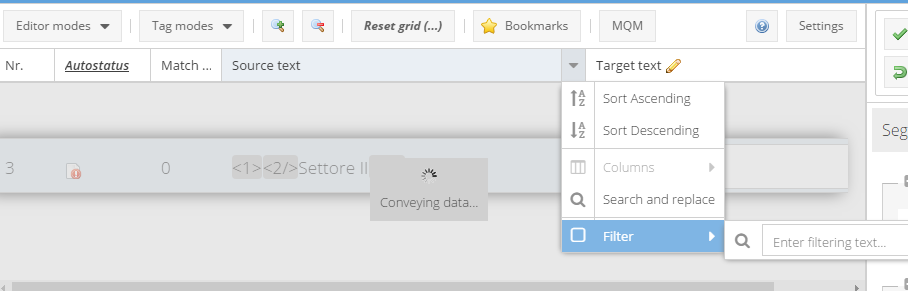 Editor modes Tag modes Reset grid (...) Bookmarks MQM Settings
Nr. Autostatus Match ... Source text Target text
Sort Ascending
Sort Descending
3 0 <1><2/>Settore II
Columns
Conveying data...
Search and replace
Filter
Enter filtering text...